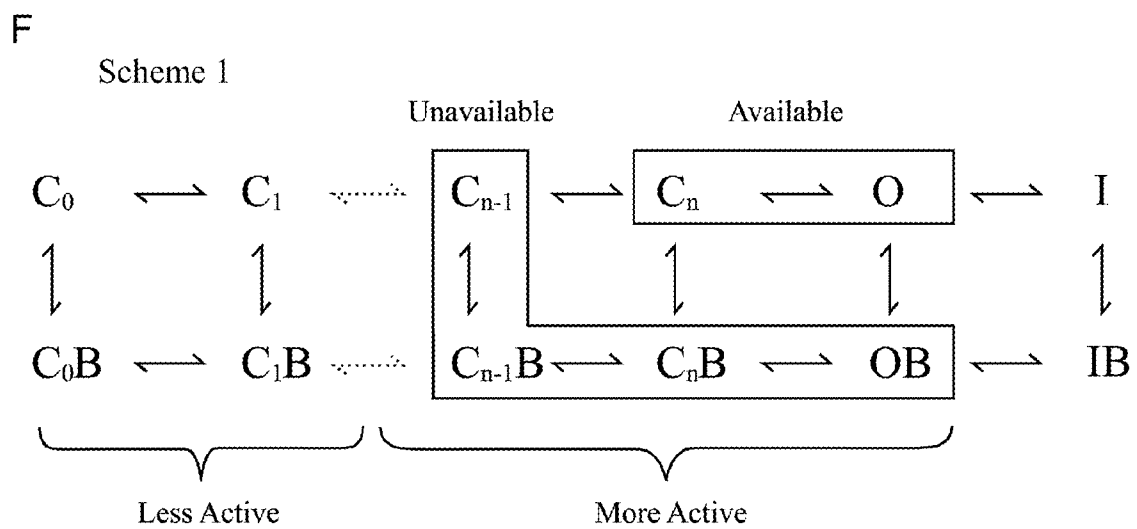 F
Scheme 1
Unavailable Available
C₀ C₁ Cₙ₋₁ Cₙ O I
C₀B C₁B Cₙ₋₁B CₙB OB IB
Less Active More Active